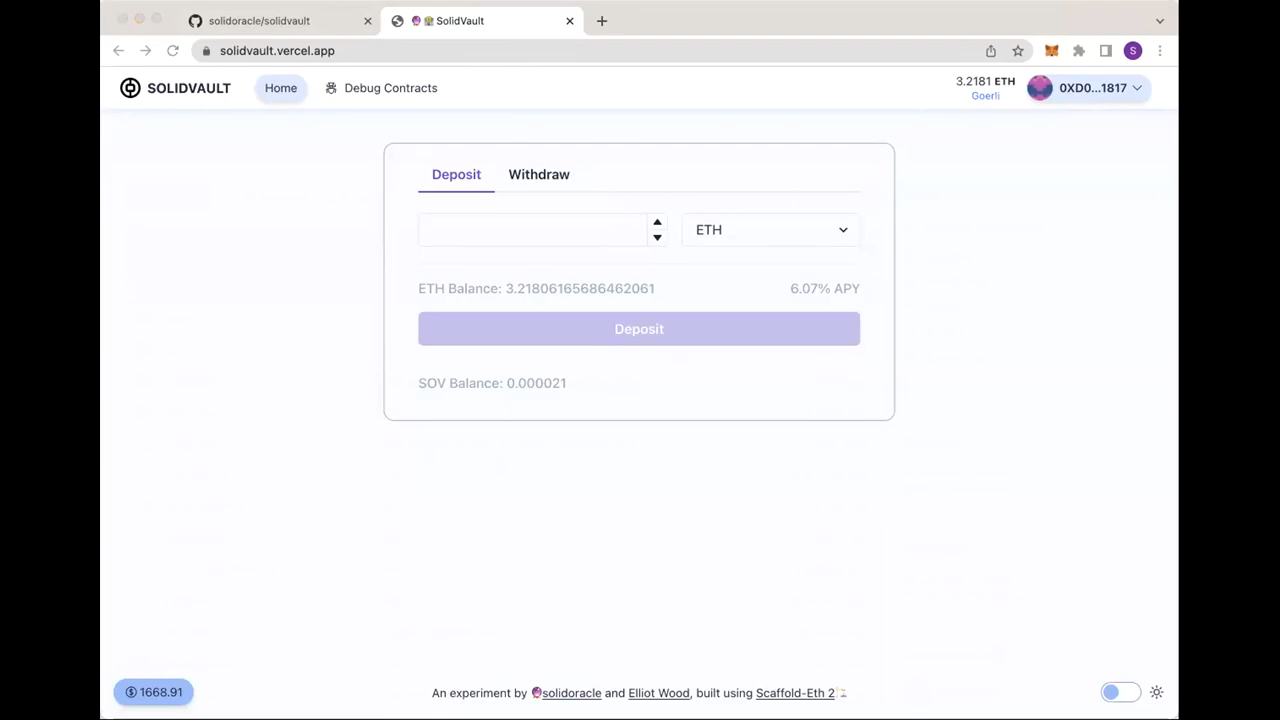 solidoracle/solidvault
SolidVault
solidvault.vercel.app
S
SOLIDVAULT
Home
Debug Contracts
3.2181 ETH
Goerli
0XD0...1817
Deposit
Withdraw
ETH
ETH Balance: 3.21806165686462061
6.07% APY
Deposit
SOV Balance: 0.000021
1668.91
An experiment by 🔮solidoracle and Elliot Wood, built using Scaffold-Eth 2🏗